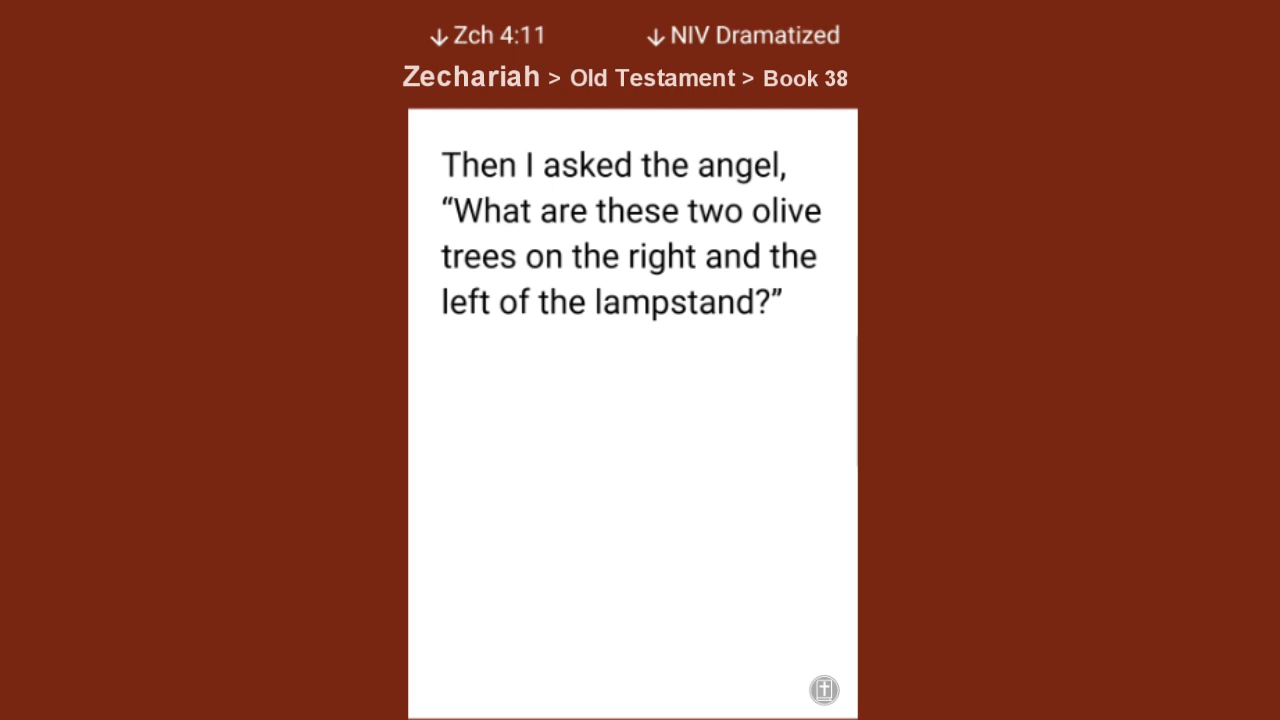 ↓ Zch 4:11 ↓ NIV Dramatized
Zechariah > Old Testament > Book 38
Then I asked the angel,
“What are these two olive
trees on the right and the
left of the lampstand?”